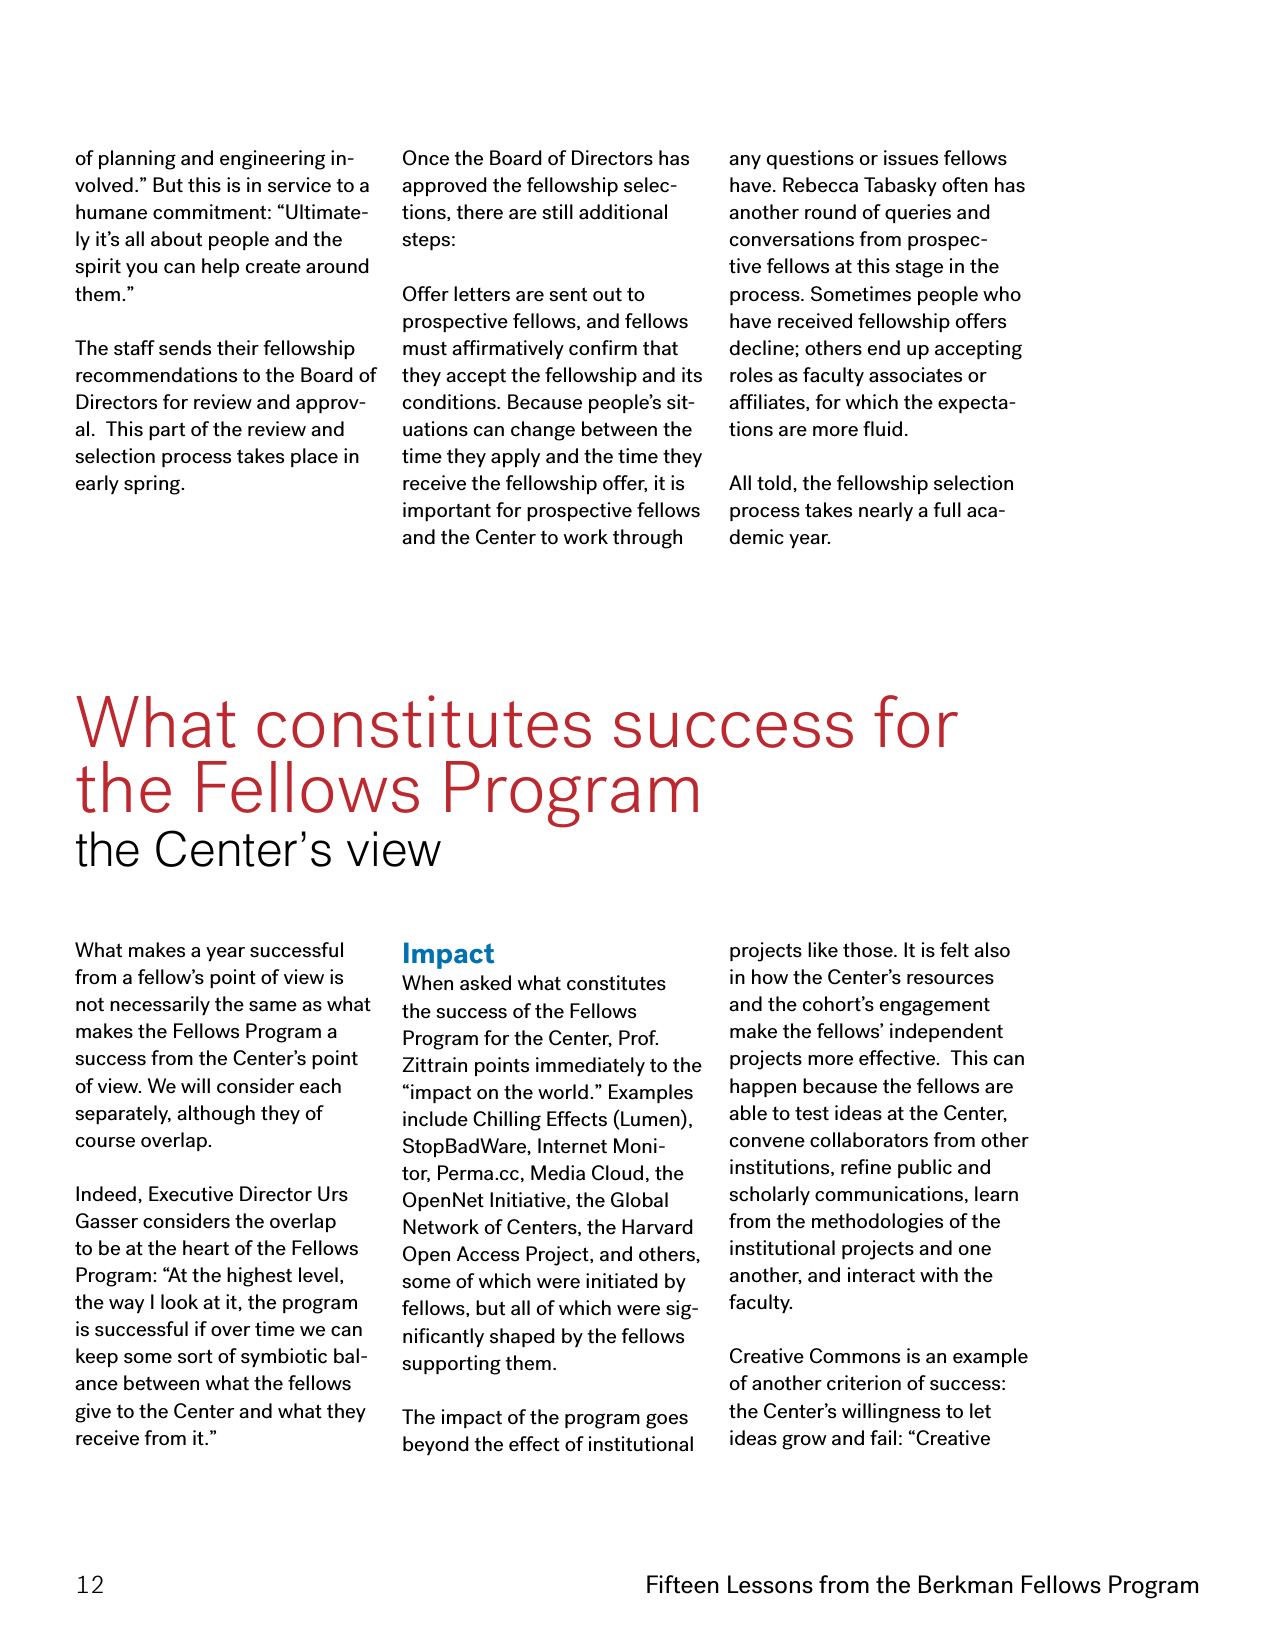 of planning and engineering in-
volved.” But this is in service to a
humane commitment: “Ultimate-
ly it’s all about people and the
spirit you can help create around
them.”
The staff sends their fellowship
recommendations to the Board of
Directors for review and approv-
al.  This part of the review and
selection process takes place in
early spring.
Once the Board of Directors has
approved the fellowship selec-
tions, there are still additional
steps:
Offer letters are sent out to
prospective fellows, and fellows
must affirmatively confirm that
they accept the fellowship and its
conditions. Because people’s sit-
uations can change between the
time they apply and the time they
receive the fellowship offer, it is
important for prospective fellows
and the Center to work through
any questions or issues fellows
have. Rebecca Tabasky often has
another round of queries and
conversations from prospec-
tive fellows at this stage in the
process. Sometimes people who
have received fellowship offers
decline; others end up accepting
roles as faculty associates or
affiliates, for which the expecta-
tions are more fluid.
All told, the fellowship selection
process takes nearly a full aca-
demic year.
What constitutes success for
the Fellows Program
the Center’s view
What makes a year successful
from a fellow’s point of view is
not necessarily the same as what
makes the Fellows Program a
success from the Center’s point
of view. We will consider each
separately, although they of
course overlap.
Indeed, Executive Director Urs
Gasser considers the overlap
to be at the heart of the Fellows
Program: “At the highest level,
the way I look at it, the program
is successful if over time we can
keep some sort of symbiotic bal-
ance between what the fellows
give to the Center and what they
receive from it.”
Impact
When asked what constitutes
the success of the Fellows
Program for the Center, Prof.
Zittrain points immediately to the
“impact on the world.” Examples
include Chilling Effects (Lumen),
StopBadWare, Internet Moni-
tor, Perma.cc, Media Cloud, the
OpenNet Initiative, the Global
Network of Centers, the Harvard
Open Access Project, and others,
some of which were initiated by
fellows, but all of which were sig-
nificantly shaped by the fellows
supporting them.
The impact of the program goes
beyond the effect of institutional
projects like those. It is felt also
in how the Center’s resources
and the cohort’s engagement
make the fellows’ independent
projects more effective.  This can
happen because the fellows are
able to test ideas at the Center,
convene collaborators from other
institutions, refine public and
scholarly communications, learn
from the methodologies of the
institutional projects and one
another, and interact with the
faculty.
Creative Commons is an example
of another criterion of success:
the Center’s willingness to let
ideas grow and fail: “Creative
12
Fifteen Lessons from the Berkman Fellows Program